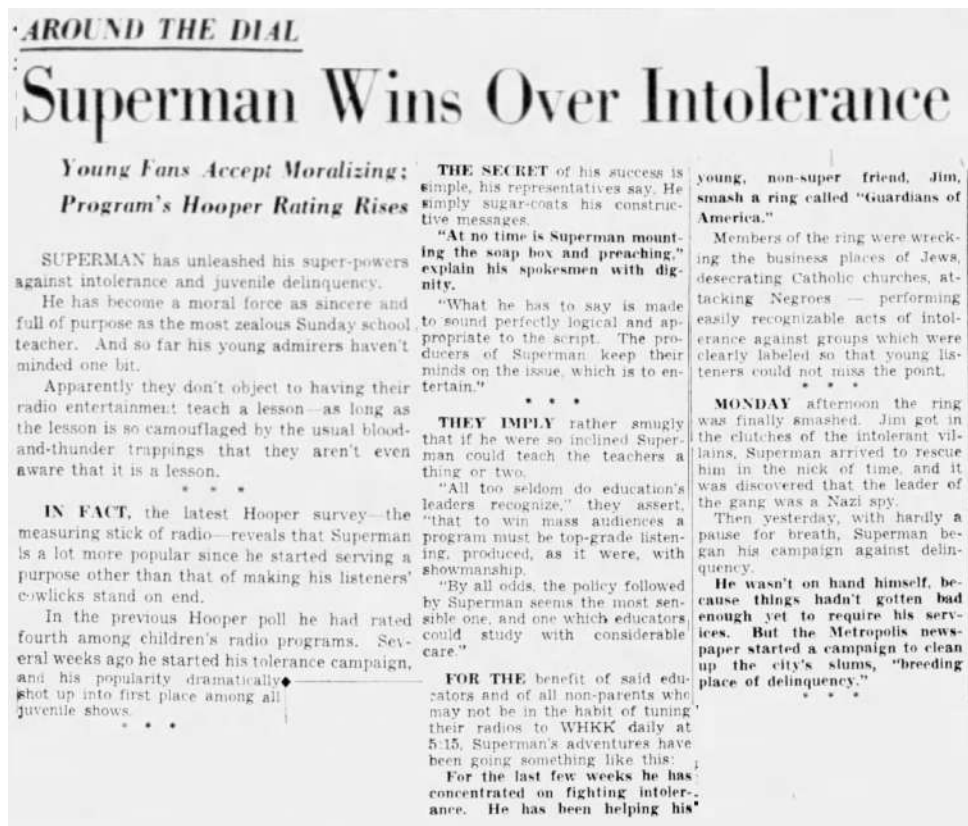 AROUND THE DIAL
Superman Wins Over Intolerance
Young Fans Accept Moralizing;
Program's Hooper Rating Rises
SUPERMAN has unleashed his super-powers
against intolerance and juvenile delinquency.
He has become a moral force as sincere and
full of purpose as the most zealous Sunday school
teacher. And so far his young admirers haven't
minded one bit.
Apparently they don't object to having their
radio entertainment teach a lesson—as long as
the lesson is so camouflaged by the usual blood-
and-thunder trappings that they aren't even
aware that it is a lesson.
* * *
IN FACT, the latest Hooper survey—the
measuring stick of radio—reveals that Superman
is a lot more popular since he started serving a
purpose other than that of making his listeners'
cowlicks stand on end.
In the previous Hooper poll he had rated
fourth among children's radio programs. Sev-
eral weeks ago he started his tolerance campaign,
and his popularity dramatically
shot up into first place among all
juvenile shows.
* * *
THE SECRET of his success is
simple, his representatives say. He
simply sugar-coats his construc-
tive messages.
"At no time is Superman mount-
ing the soap box and preaching,"
explain his spokesmen with dig-
nity.
"What he has to say is made
to sound perfectly logical and ap-
propriate to the script. The pro-
ducers of Superman keep their
minds on the issue, which is to en-
tertain."
* * *
THEY IMPLY rather smugly
that if he were so inclined Super-
man could teach the teachers a
thing or two.
"All too seldom do education's
leaders recognize," they assert,
"that to win mass audiences a
program must be top-grade listen-
ing, produced, as it were, with
showmanship.
"By all odds, the policy followed
by Superman seems the most sen-
sible one, and one which educators
could study with considerable
care."
FOR THE benefit of said edu-
cators and of all non-parents who
may not be in the habit of tuning
their radios to WHKK daily at
5:15, Superman's adventures have
been going something like this:
For the last few weeks he has
concentrated on fighting intoler-
ance. He has been helping his
young, non-super friend, Jim,
smash a ring called "Guardians of
America."
Members of the ring were wreck-
ing the business places of Jews,
desecrating Catholic churches, at-
tacking Negroes — performing
easily recognizable acts of intol-
erance against groups which were
clearly labeled so that young lis-
teners could not miss the point.
* * *
MONDAY afternoon the ring
was finally smashed. Jim got in
the clutches of the intolerant vil-
lains, Superman arrived to rescue
him in the nick of time, and it
was discovered that the leader of
the gang was a Nazi spy.
Then yesterday, with hardly a
pause for breath, Superman be-
gan his campaign against delin-
quency.
He wasn't on hand himself, be-
cause things hadn't gotten bad
enough yet to require his serv-
ices. But the Metropolis news-
paper started a campaign to clean
up the city's slums, "breeding
place of delinquency."
* * *